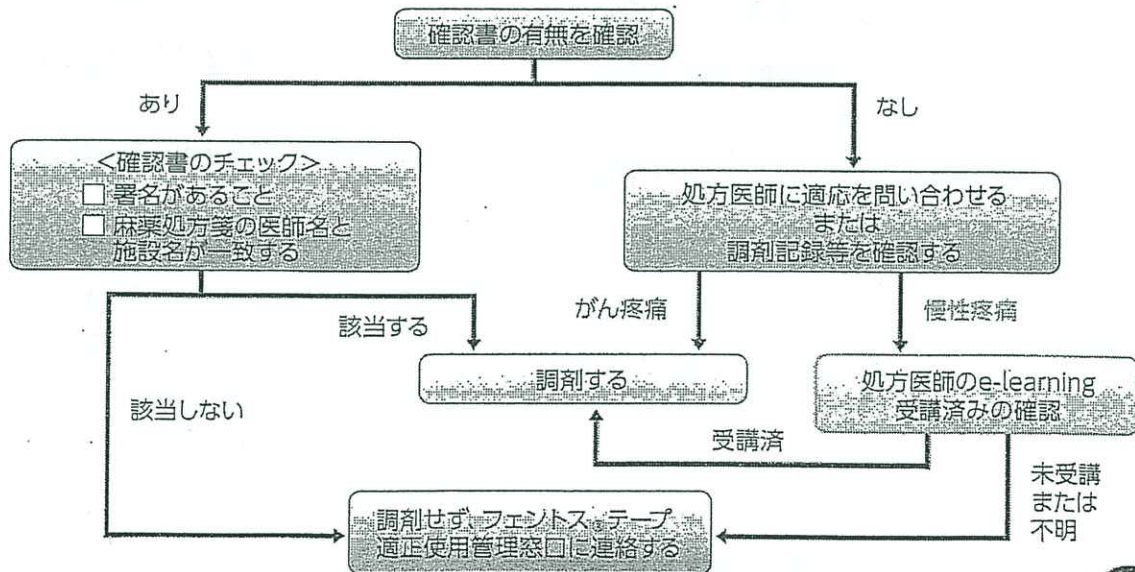 確認書の有無を確認
あり
なし
<確認書のチェック>
□ 署名があること
□ 麻薬処方箋の医師名と
施設名が一致する
処方医師に適応を問い合わせる
または
調剤記録等を確認する
該当する
がん疼痛
慢性疼痛
該当しない
調剤する
処方医師のe-learning
受講済みの確認
受講済
未受講
または
不明
調剤せず、フェントス®テープ
適正使用管理窓口に連絡する